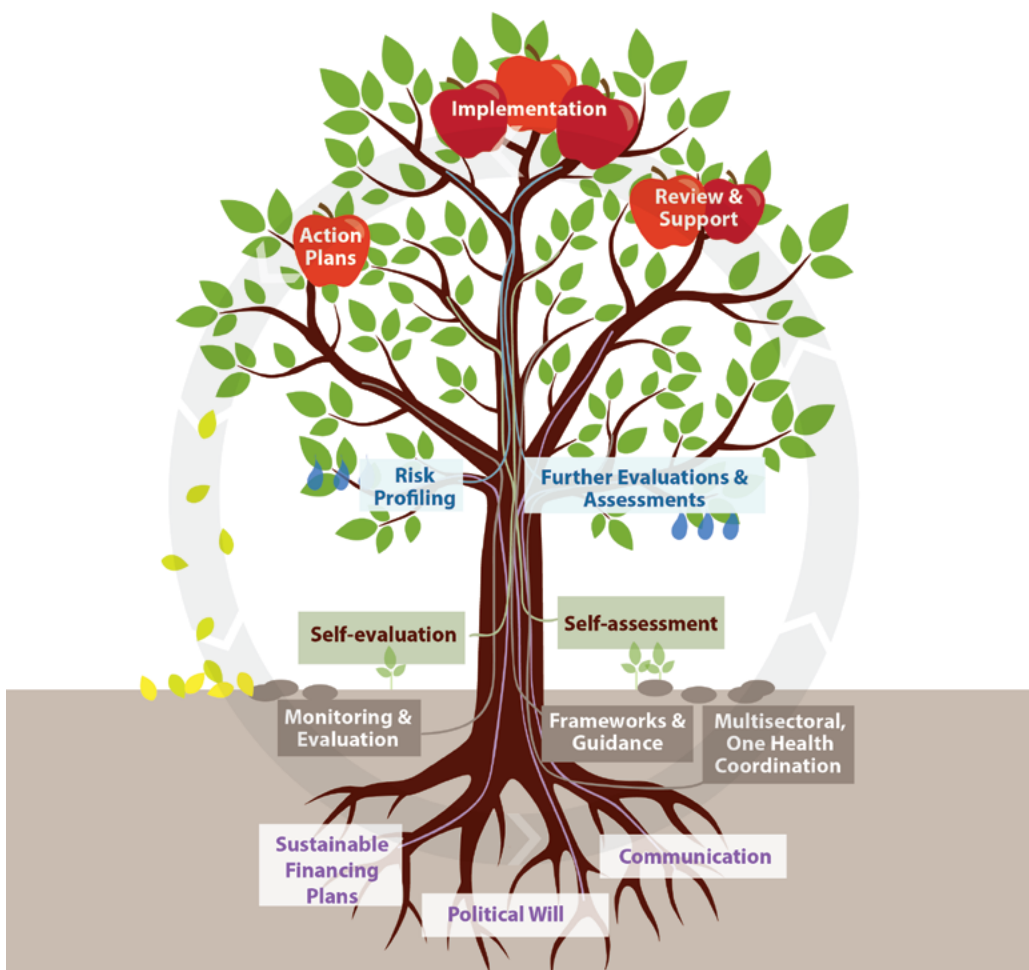 Implementation
Review &
Support
Action
Plans
Risk
Profiling
Further Evaluations &
Assessments
Self-evaluation
Self-assessment
Monitoring &
Evaluation
Frameworks &
Guidance
Multisectoral,
One Health
Coordination
Sustainable
Financing
Plans
Communication
Political Will